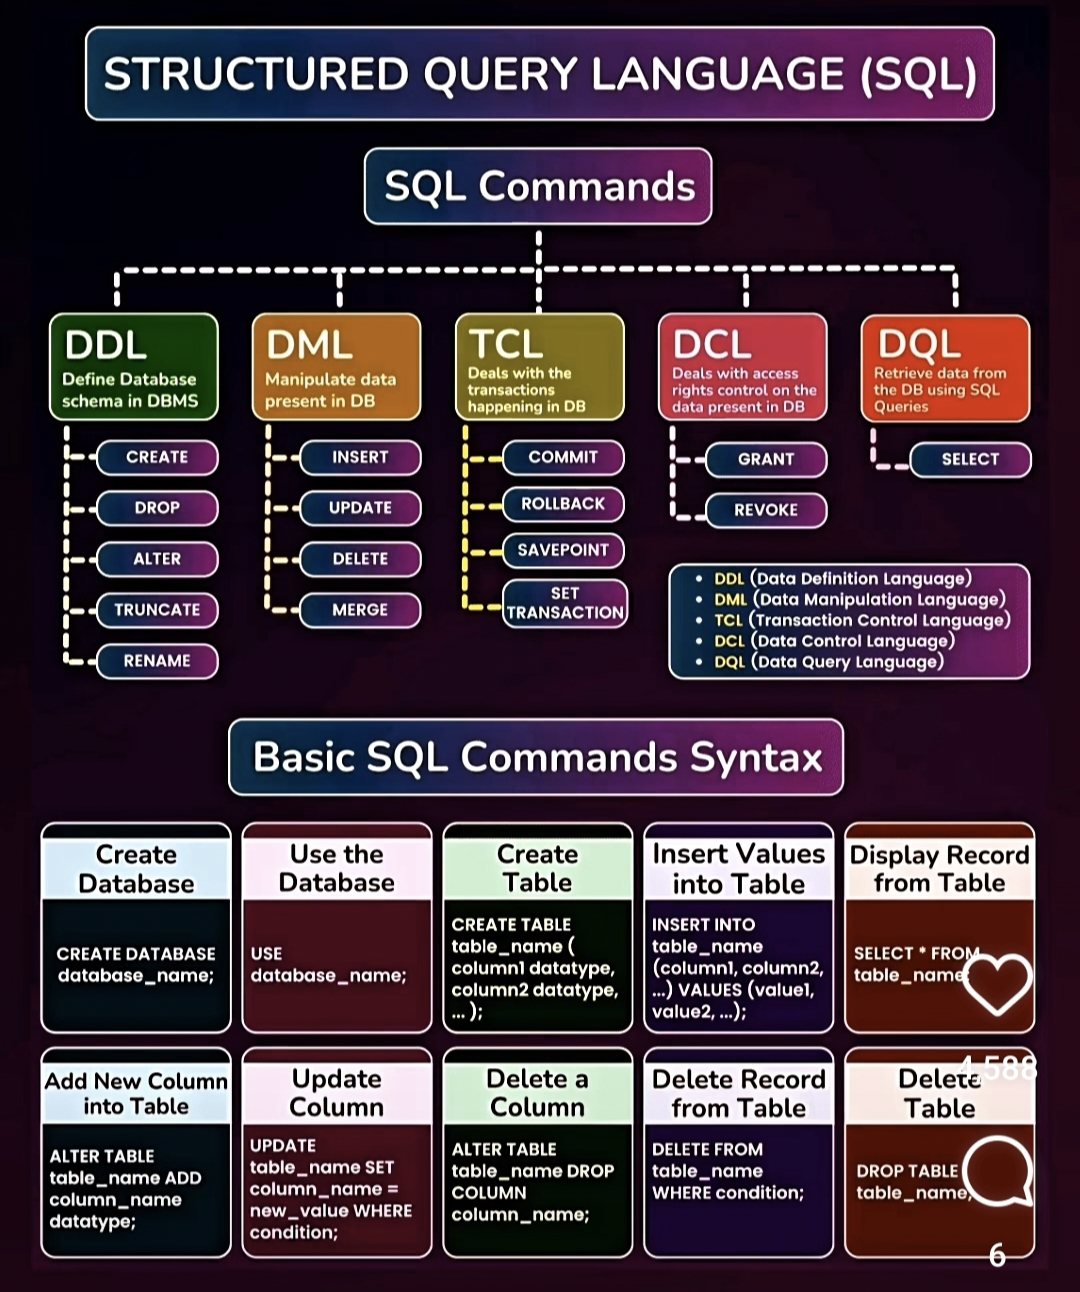 STRUCTURED QUERY LANGUAGE (SQL)
SQL Commands
DDL
Define Database
schema in DBMS
CREATE
DROP
ALTER
TRUNCATE
RENAME
DML
Manipulate data
present in DB
INSERT
UPDATE
DELETE
MERGE
TCL
Deals with the
transactions
happening in DB
COMMIT
ROLLBACK
SAVEPOINT
SET
TRANSACTION
DCL
Deals with access
rights control on the
data present in DB
GRANT
REVOKE
DQL
Retrieve data from
the DB using SQL
Queries
SELECT
• DDL (Data Definition Language)
• DML (Data Manipulation Language)
• TCL (Transaction Control Language)
• DCL (Data Control Language)
• DQL (Data Query Language)
Basic SQL Commands Syntax
Create
Database
CREATE DATABASE
database_name;
Use the
Database
USE
database_name;
Create
Table
CREATE TABLE
table_name (
column1 datatype,
column2 datatype,
... );
Insert Values
into Table
INSERT INTO
table_name
(column1, column2,
...) VALUES (value1,
value2, ...);
Display Record
from Table
SELECT * FROM
table_name
Add New Column
into Table
ALTER TABLE
table_name ADD
column_name
datatype;
Update
Column
UPDATE
table_name SET
column_name =
new_value WHERE
condition;
Delete a
Column
ALTER TABLE
table_name DROP
COLUMN
column_name;
Delete Record
from Table
DELETE FROM
table_name
WHERE condition;
Delete
Table
DROP TABLE
table_name;
4,588
6